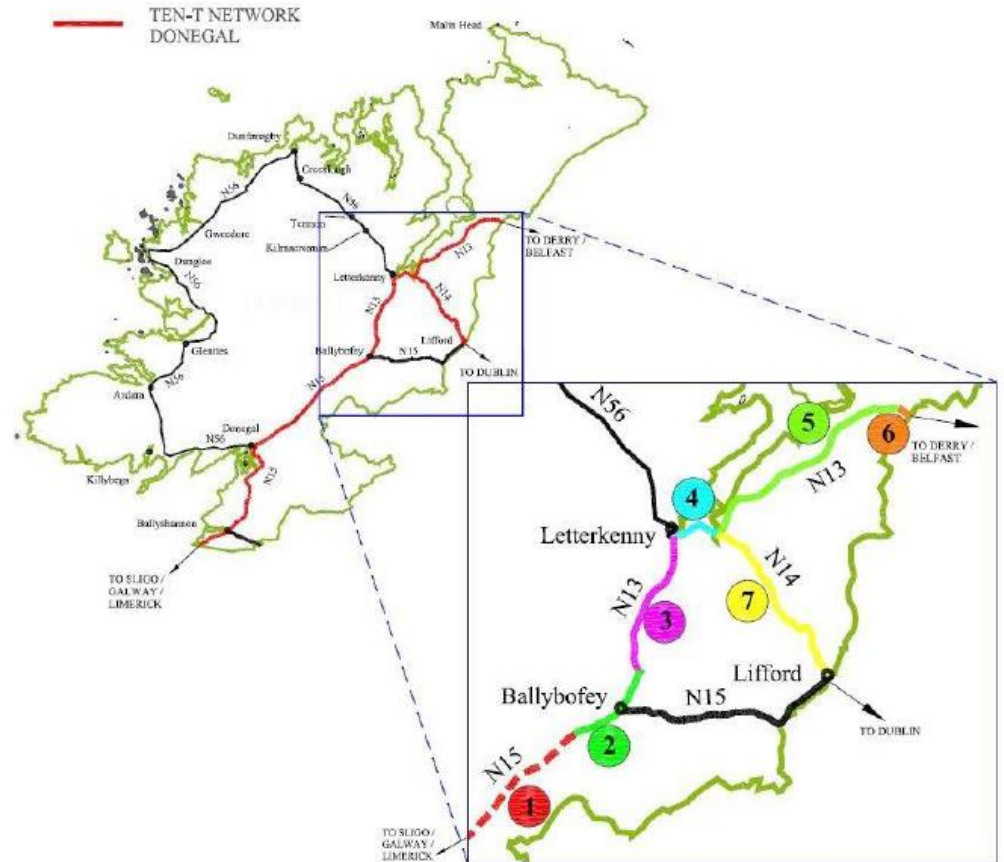 TEN-T NETWORK
DONEGAL
Malin Head
Dunfanaghy
Creeslough
N56
N56
Termon
Kilmacrennan
Gweedore
Dungloe
N56
Letterkenny
N13
TO DERRY /
BELFAST
N13
N14
Glenties
Ballybofey
Lifford
N15
TO DUBLIN
N56
Ardara
N15
Donegal
N56
Killybegs
N15
Ballyshannon
TO SLIGO /
GALWAY /
LIMERICK
N56
5
6
TO DERRY /
BELFAST
N13
4
Letterkenny
N14
N13
7
3
Lifford
Ballybofey
N15
TO DUBLIN
2
N15
1
TO SLIGO /
GALWAY /
LIMERICK